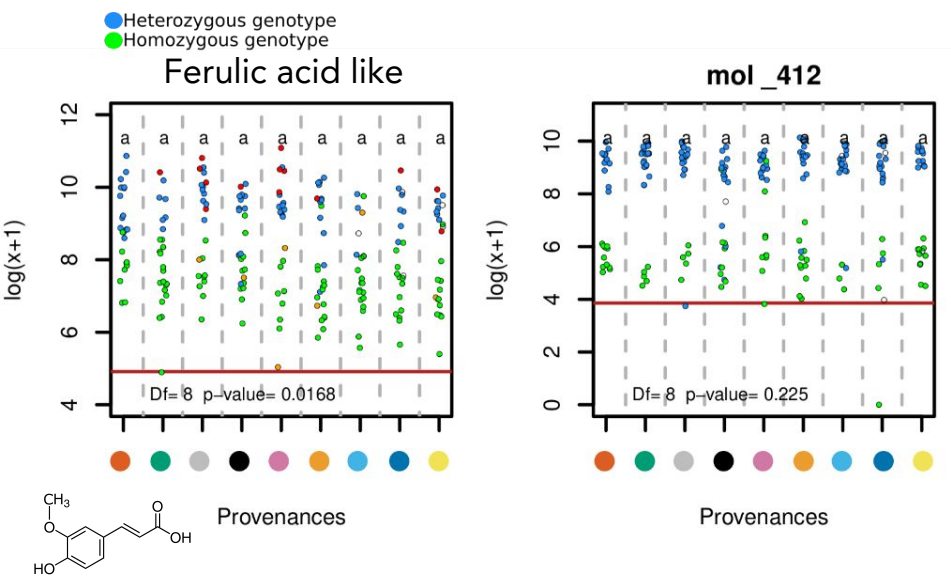 Heterozygous genotype
Homozygous genotype
Ferulic acid like
mol _412
12
10
8
6
4
log(x+1)
a a a a a a a a a
Df= 8 p−value= 0.0168
Provenances
10
8
6
4
2
0
log(x+1)
a a a a a a a a a
Df= 8 p−value= 0.225
Provenances
CH3
O
O
OH
HO